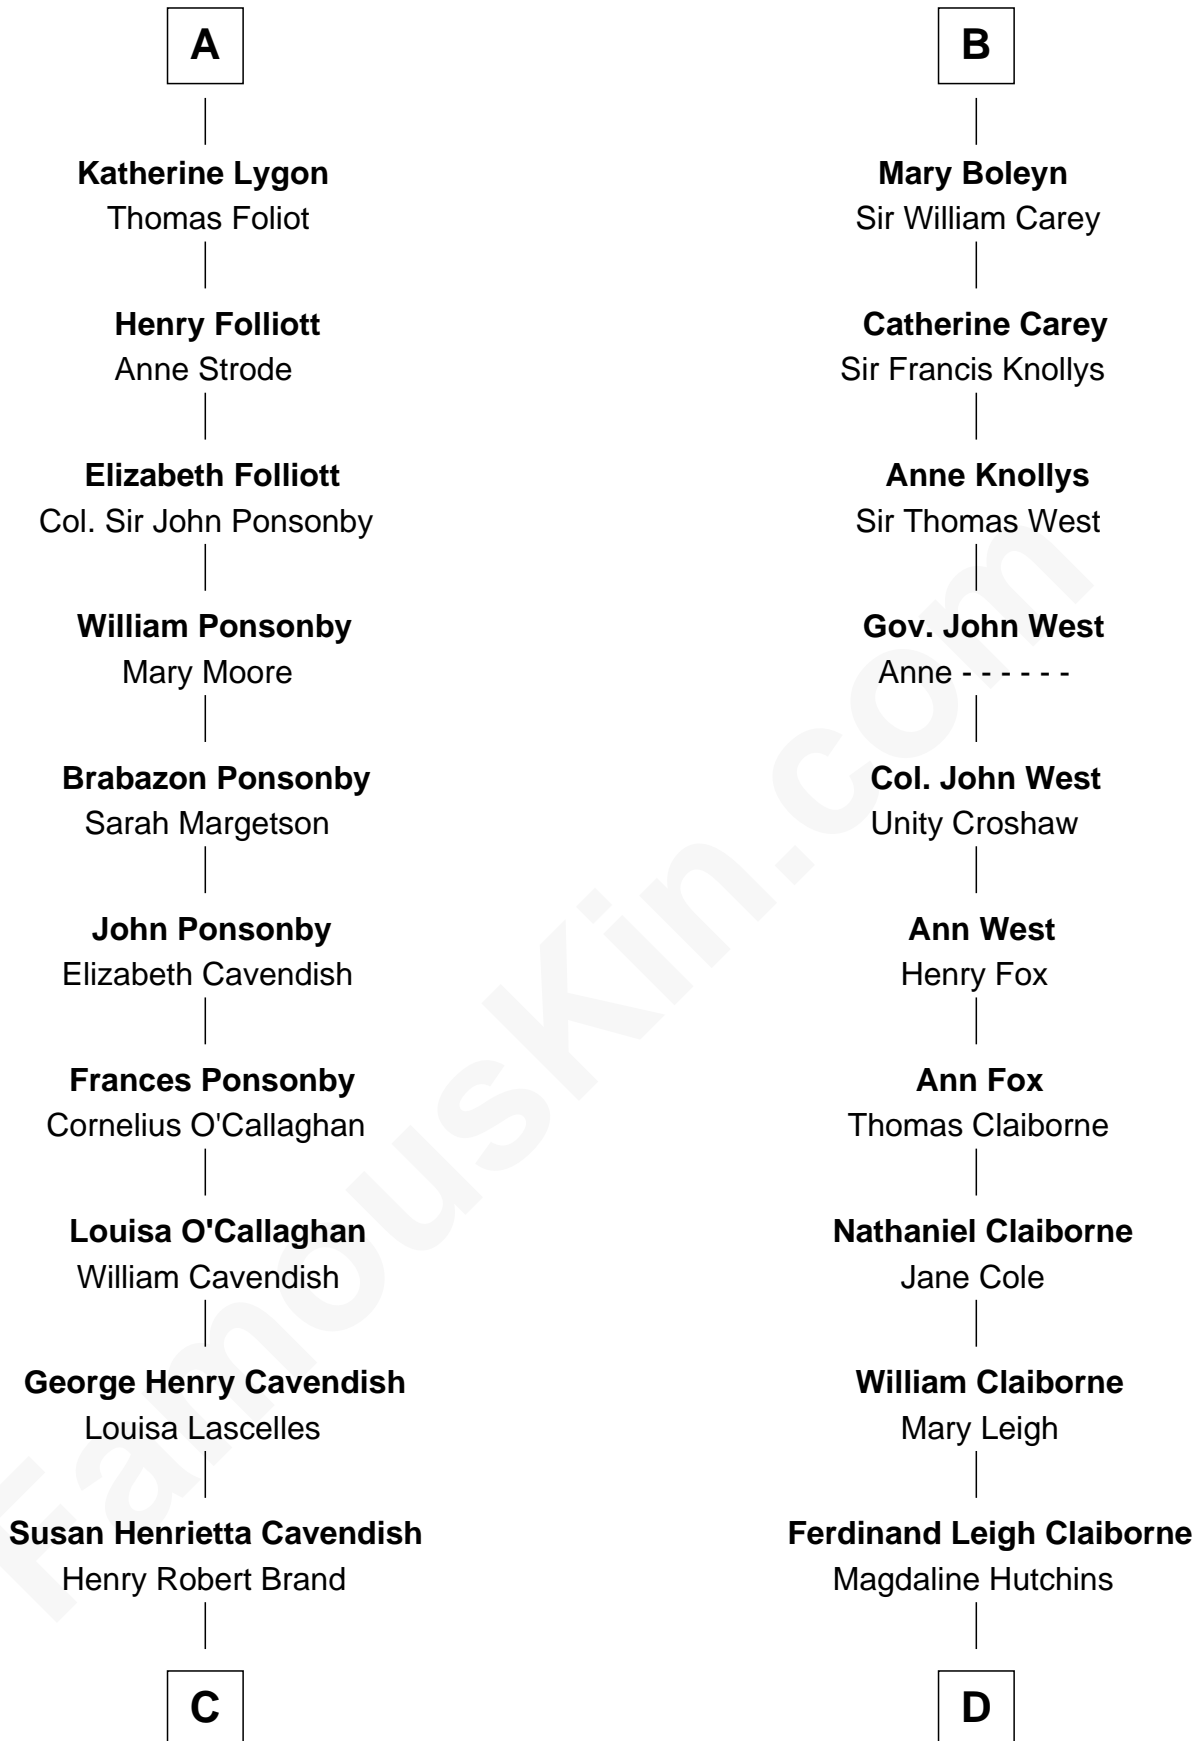 A
Katherine Lygon
Thomas Foliot
Henry Folliott
Anne Strode
Elizabeth Folliott
Col. Sir John Ponsonby
William Ponsonby
Mary Moore
Brabazon Ponsonby
Sarah Margetson
John Ponsonby
Elizabeth Cavendish
Frances Ponsonby
Cornelius O'Callaghan
Louisa O'Callaghan
William Cavendish
George Henry Cavendish
Louisa Lascelles
Susan Henrietta Cavendish
Henry Robert Brand
C
B
Mary Boleyn
Sir William Carey
Catherine Carey
Sir Francis Knollys
Anne Knollys
Sir Thomas West
Gov. John West
Anne - - - - - -
Col. John West
Unity Croshaw
Ann West
Henry Fox
Ann Fox
Thomas Claiborne
Nathaniel Claiborne
Jane Cole
William Claiborne
Mary Leigh
Ferdinand Leigh Claiborne
Magdaline Hutchins
D
FamousKin.com